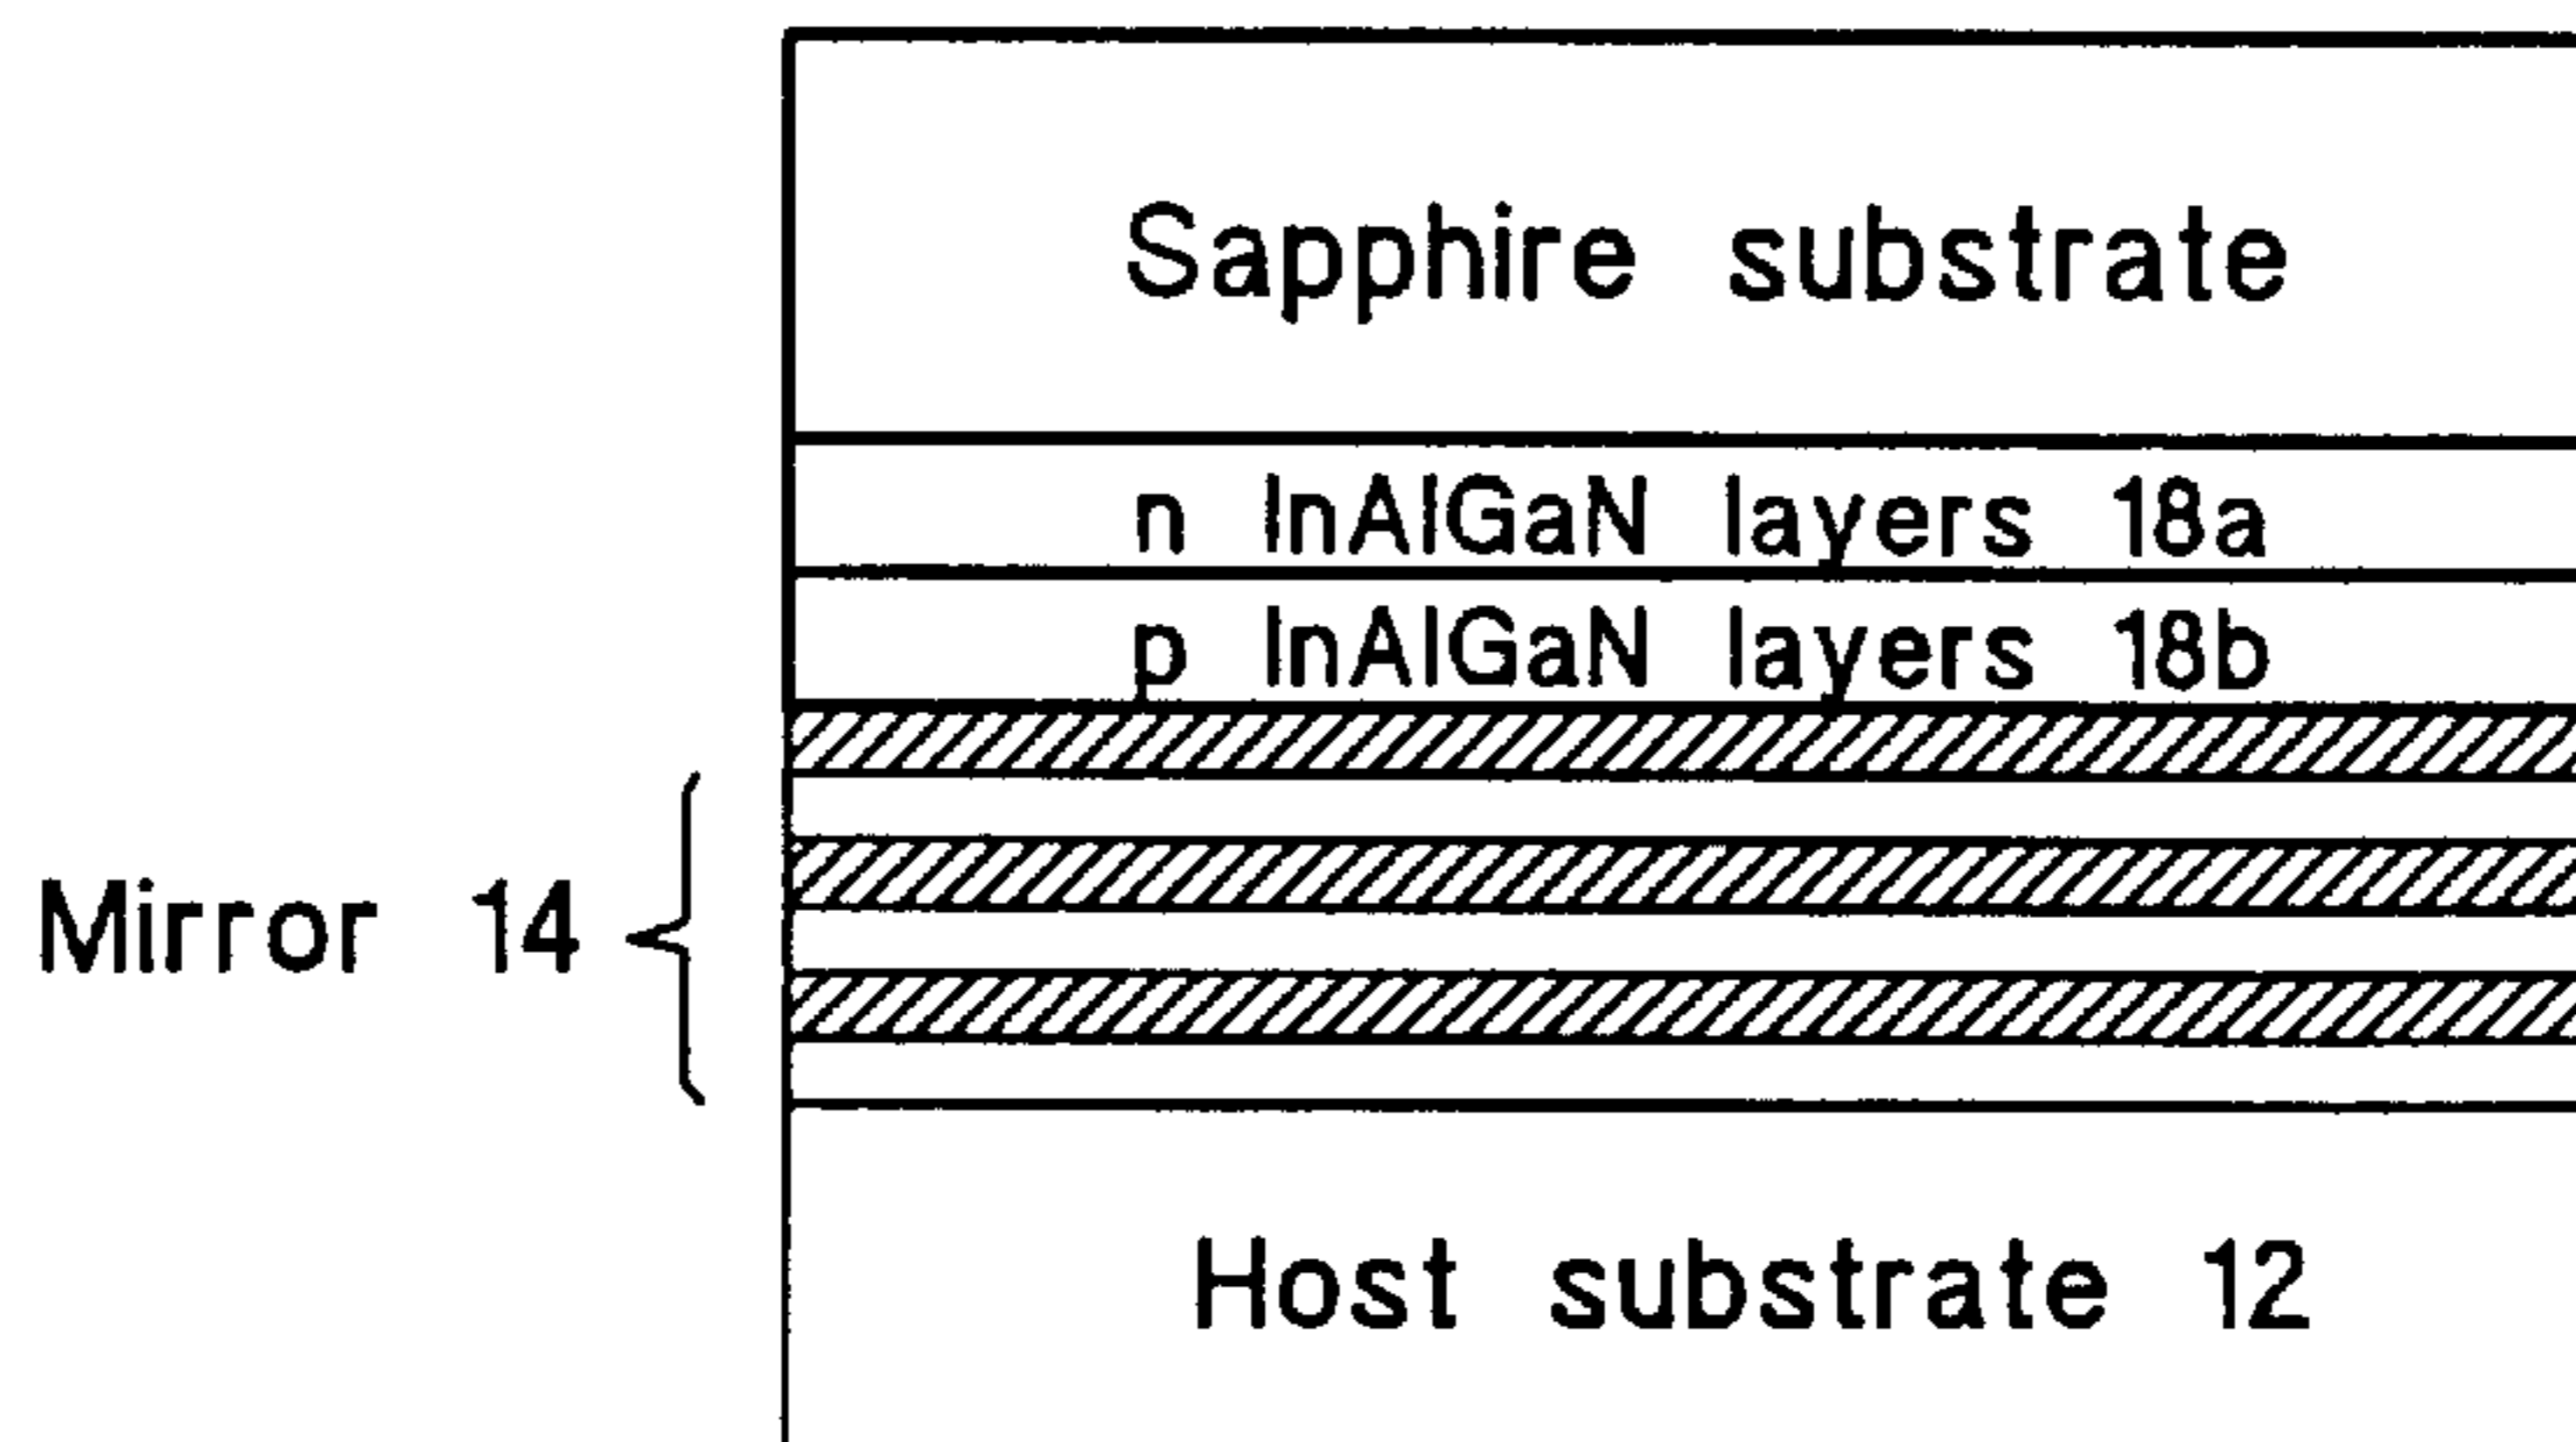 Sapphire substrate
n InAlGaN layers 18a
p InAlGaN layers 18b
Mirror 14
Host substrate 12